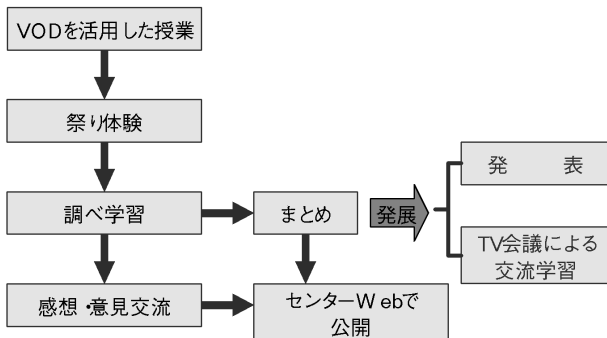 VODを活用した授業
祭り体験
調べ学習
まとめ
発展
発　　表
TV会議による
交流学習
感想・意見交流
センターWebで
公開